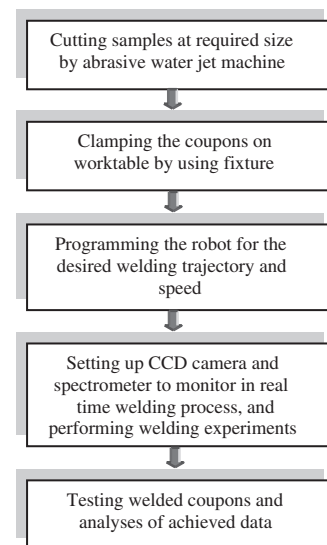 Cutting samples at required size
by abrasive water jet machine
Clamping the coupons on
worktable by using fixture
Programming the robot for the
desired welding trajectory and
speed
Setting up CCD camera and
spectrometer to monitor in real
time welding process, and
performing welding experiments
Testing welded coupons and
analyses of achieved data